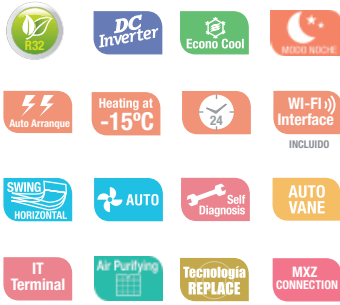 R32
DC
Inverter
Econo Cool
MODO NOCHE
Auto Arranque
Heating at
-15ºC
24
WI-FI
Interface
INCLUIDO
SWING
HORIZONTAL
AUTO
Self
Diagnosis
AUTO
VANE
IT
Terminal
Air Purifying
Tecnología
REPLACE
MXZ
CONNECTION